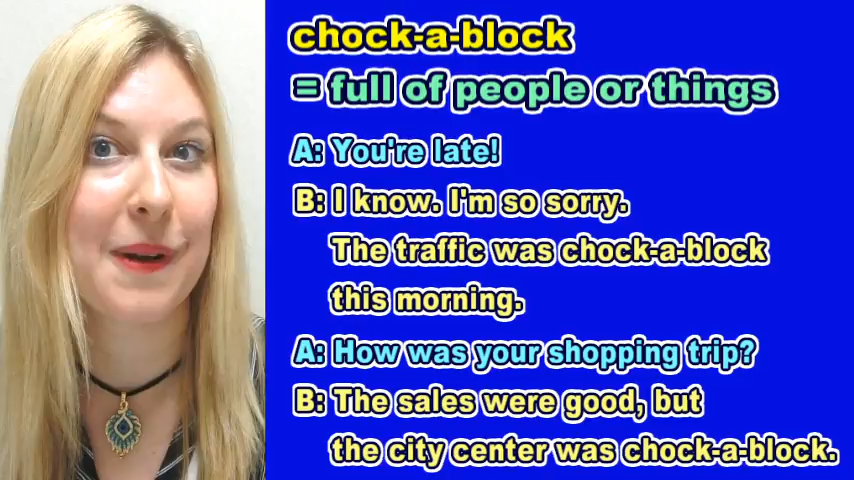 chock-a-block
= full of people or things
A: You're late!
B: I know. I'm so sorry.
The traffic was chock-a-block
this morning.
A: How was your shopping trip?
B: The sales were good, but
the city center was chock-a-block.